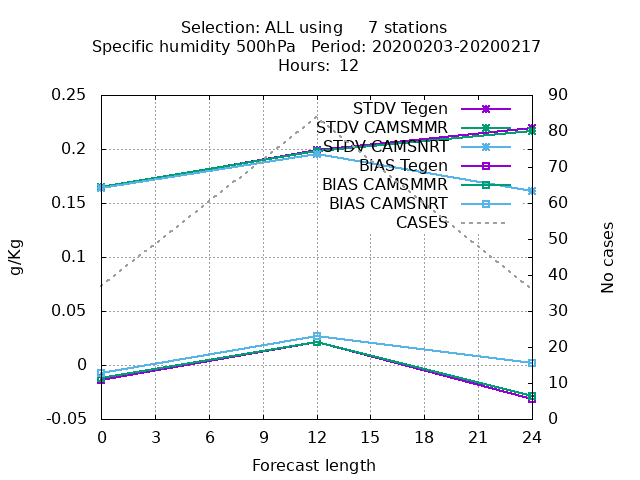 Selection: ALL using 7 stations
Specific humidity 500hPa Period: 20200203-20200217
Hours: 12
0.25
0.2
0.15
0.1
0.05
0
-0.05
g/Kg
STDV Tegen
STDV CAMSMMR
STDV CAMSNRT
BIAS Tegen
BIAS CAMSMMR
BIAS CAMSNRT
CASES
90
80
70
60
50
40
30
20
10
0
No cases
0 3 6 9 12 15 18 21 24
Forecast length